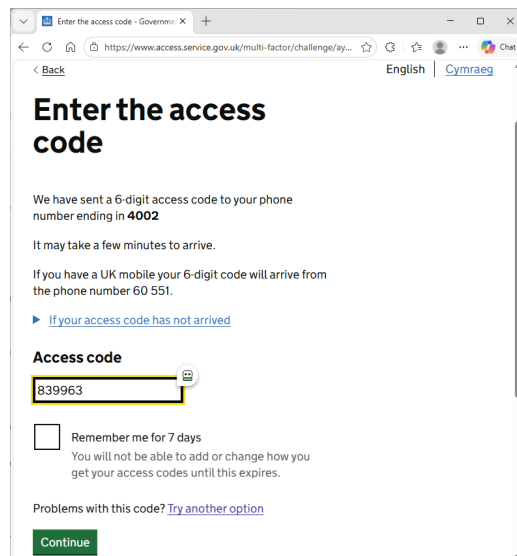 Enter the access code - Governme
https://www.access.service.gov.uk/multi-factor/challenge/ay...
Chat
Back
English
Cymraeg
Enter the access
code
We have sent a 6-digit access code to your phone
number ending in 4002
It may take a few minutes to arrive.
If you have a UK mobile your 6-digit code will arrive from
the phone number 60 551.
If your access code has not arrived
Access code
839963
Remember me for 7 days
You will not be able to add or change how you
get your access codes until this expires.
Problems with this code? Try another option
Continue